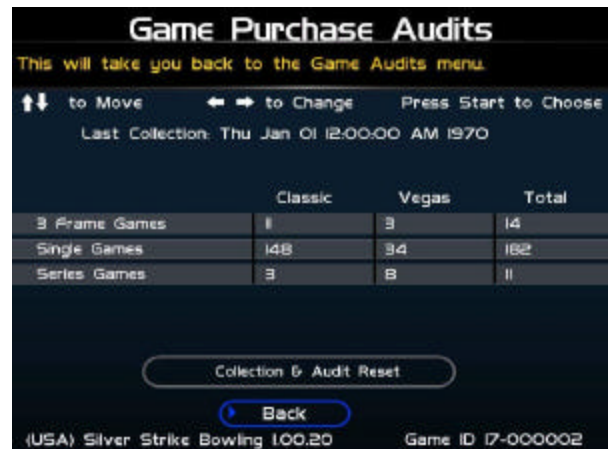 Game Purchase Audits
This will take you back to the Game Audits menu.
to Move to Change Press Start to Choose
Last Collection: Thu Jan 01 12:00:00 AM 1970
Classic Vegas Total
3 Frame Games 11 3 14
Single Games 148 34 182
Series Games 3 8 11
Collection & Audit Reset
Back
(USA) Silver Strike Bowling 1.00.20 Game ID 17-000002